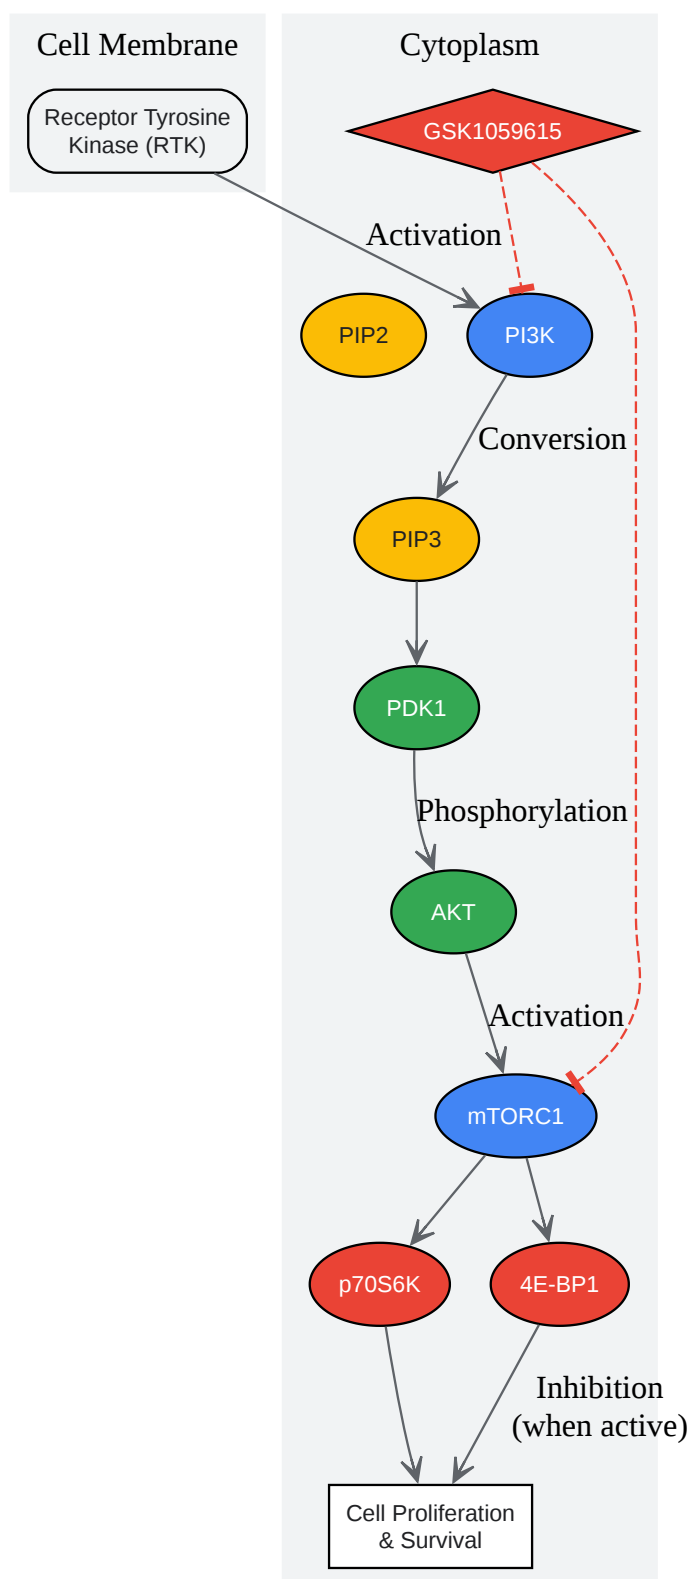 Cell Membrane
Cytoplasm
Receptor Tyrosine
Kinase (RTK)
GSK1059615
Activation
PIP2
PI3K
Conversion
PIP3
PDK1
Phosphorylation
AKT
Activation
mTORC1
p70S6K
4E-BP1
Inhibition
(when active)
Cell Proliferation
& Survival